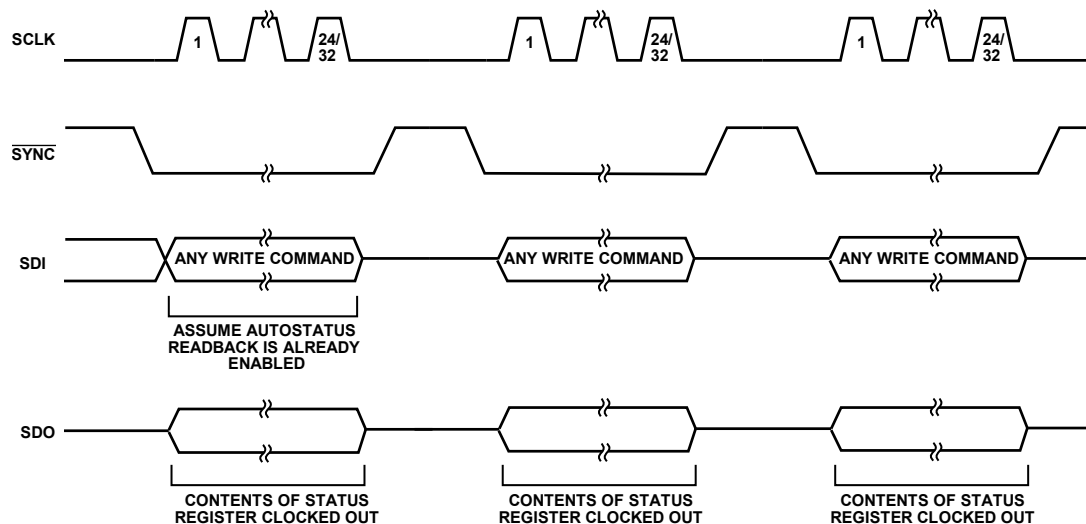 SCLK
1
24/
32
1
24/
32
1
24/
32
SYNC
SDI
ANY WRITE COMMAND
ANY WRITE COMMAND
ANY WRITE COMMAND
ASSUME AUTOSTATUS
READBACK IS ALREADY
ENABLED
SDO
CONTENTS OF STATUS
REGISTER CLOCKED OUT
CONTENTS OF STATUS
REGISTER CLOCKED OUT
CONTENTS OF STATUS
REGISTER CLOCKED OUT